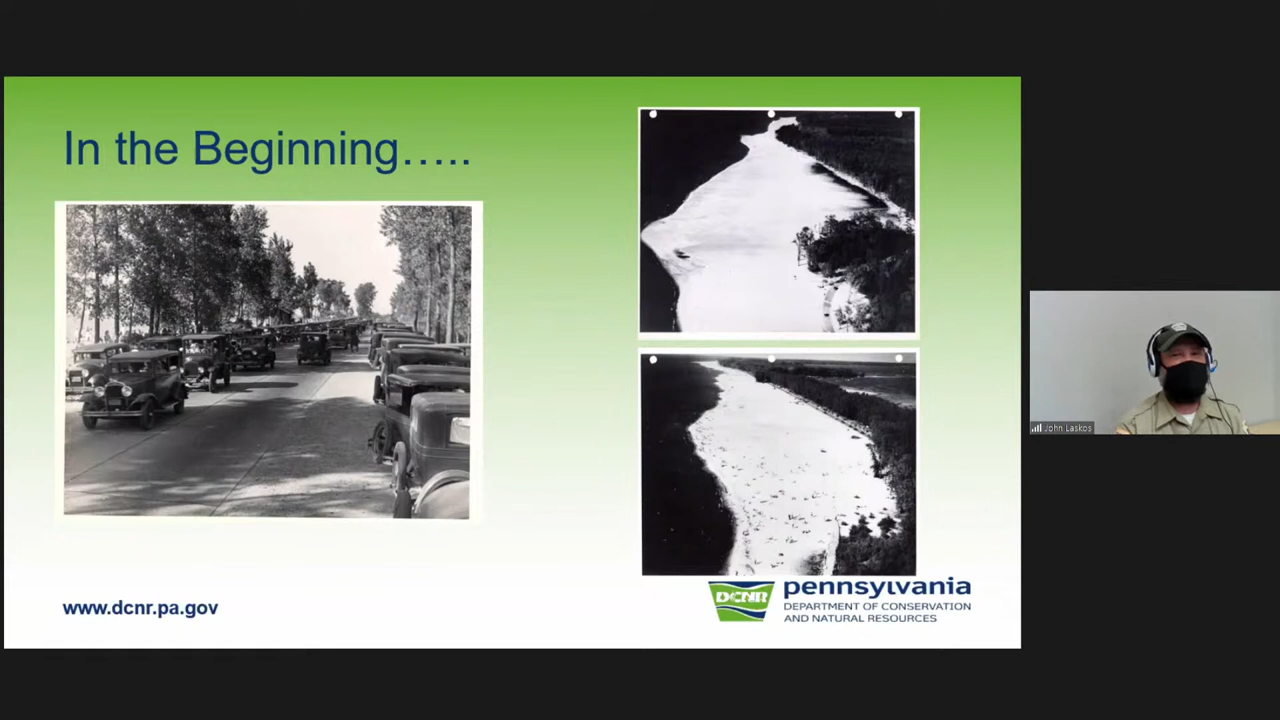 In the Beginning…..
www.dcnr.pa.gov
DCNR
pennsylvania
DEPARTMENT OF CONSERVATION
AND NATURAL RESOURCES
John Laskos